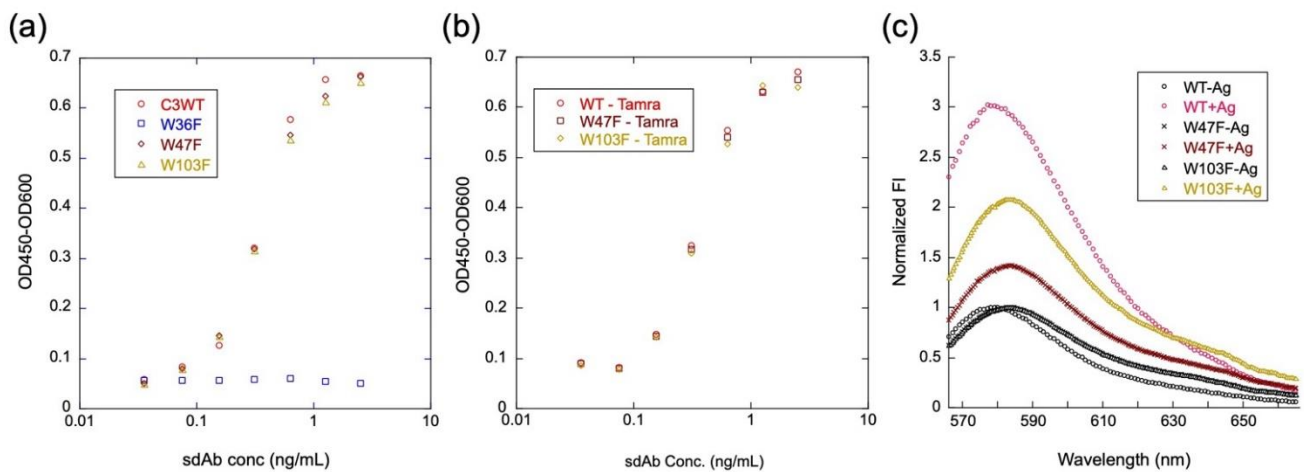 (a)
OD450-OD600
0.7
0.6
0.5
0.4
0.3
0.2
0.1
0
C3WT
W36F
W47F
W103F
0.01
0.1
1
10
sdAb conc (ng/mL)
(b)
OD450-OD600
0.7
0.6
0.5
0.4
0.3
0.2
0.1
0
WT - Tamra
W47F - Tamra
W103F - Tamra
0.01
0.1
1
10
sdAb Conc. (ng/mL)
(c)
Normalized FI
3.5
3
2.5
2
1.5
1
0.5
0
WT-Ag
WT+Ag
W47F-Ag
W47F+Ag
W103F-Ag
W103F+Ag
570
590
610
630
650
Wavelength (nm)